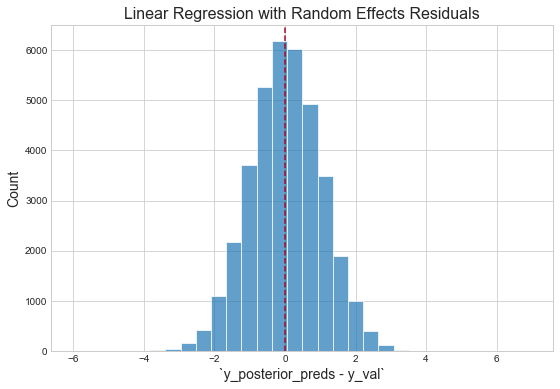 Linear Regression with Random Effects Residuals
6000
5000
4000
3000
2000
1000
0
Count
−6 −4 −2 0 2 4 6
`y_posterior_preds - y_val`